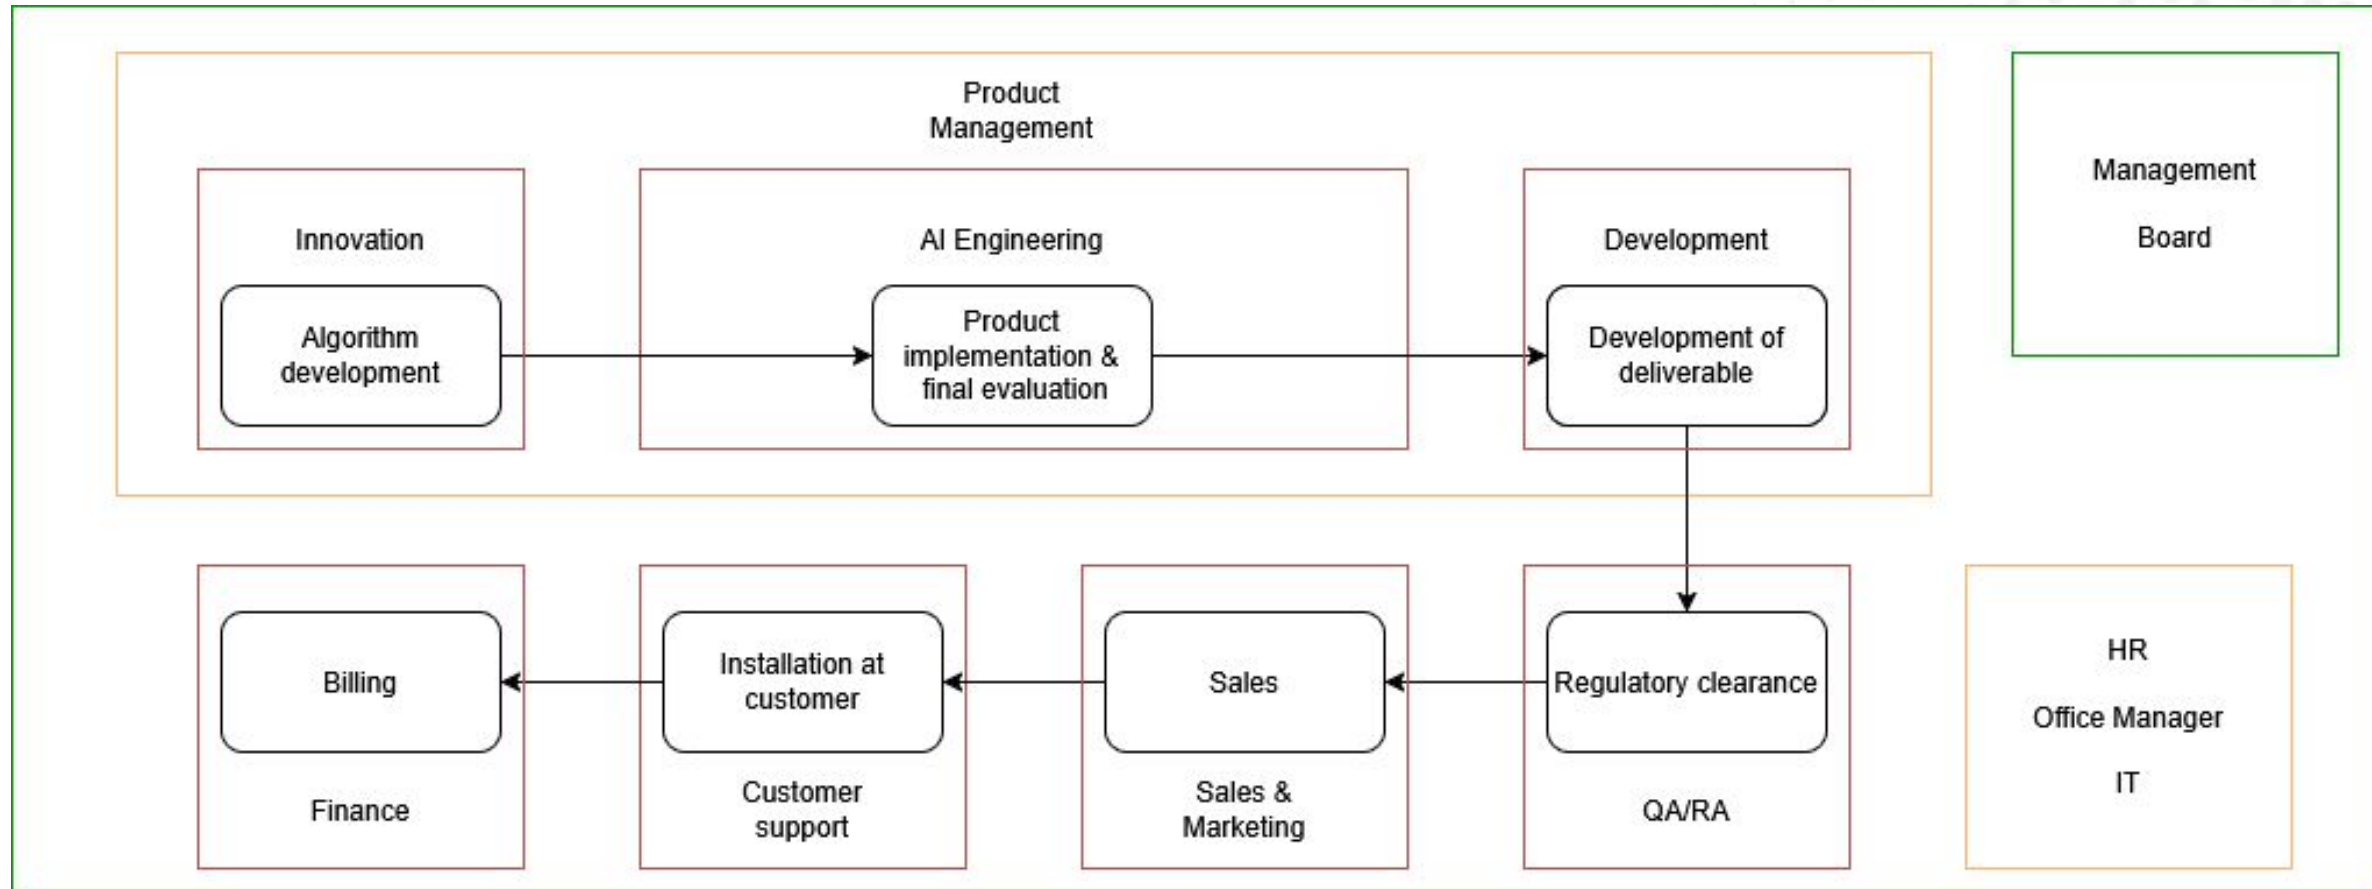 Product
Management
Management
Board
Innovation
AI Engineering
Development
Algorithm
development
Product
implementation &
final evaluation
Development of
deliverable
Billing
Installation at
customer
Sales
Regulatory clearance
HR
Office Manager
IT
Finance
Customer
support
Sales &
Marketing
QA/RA